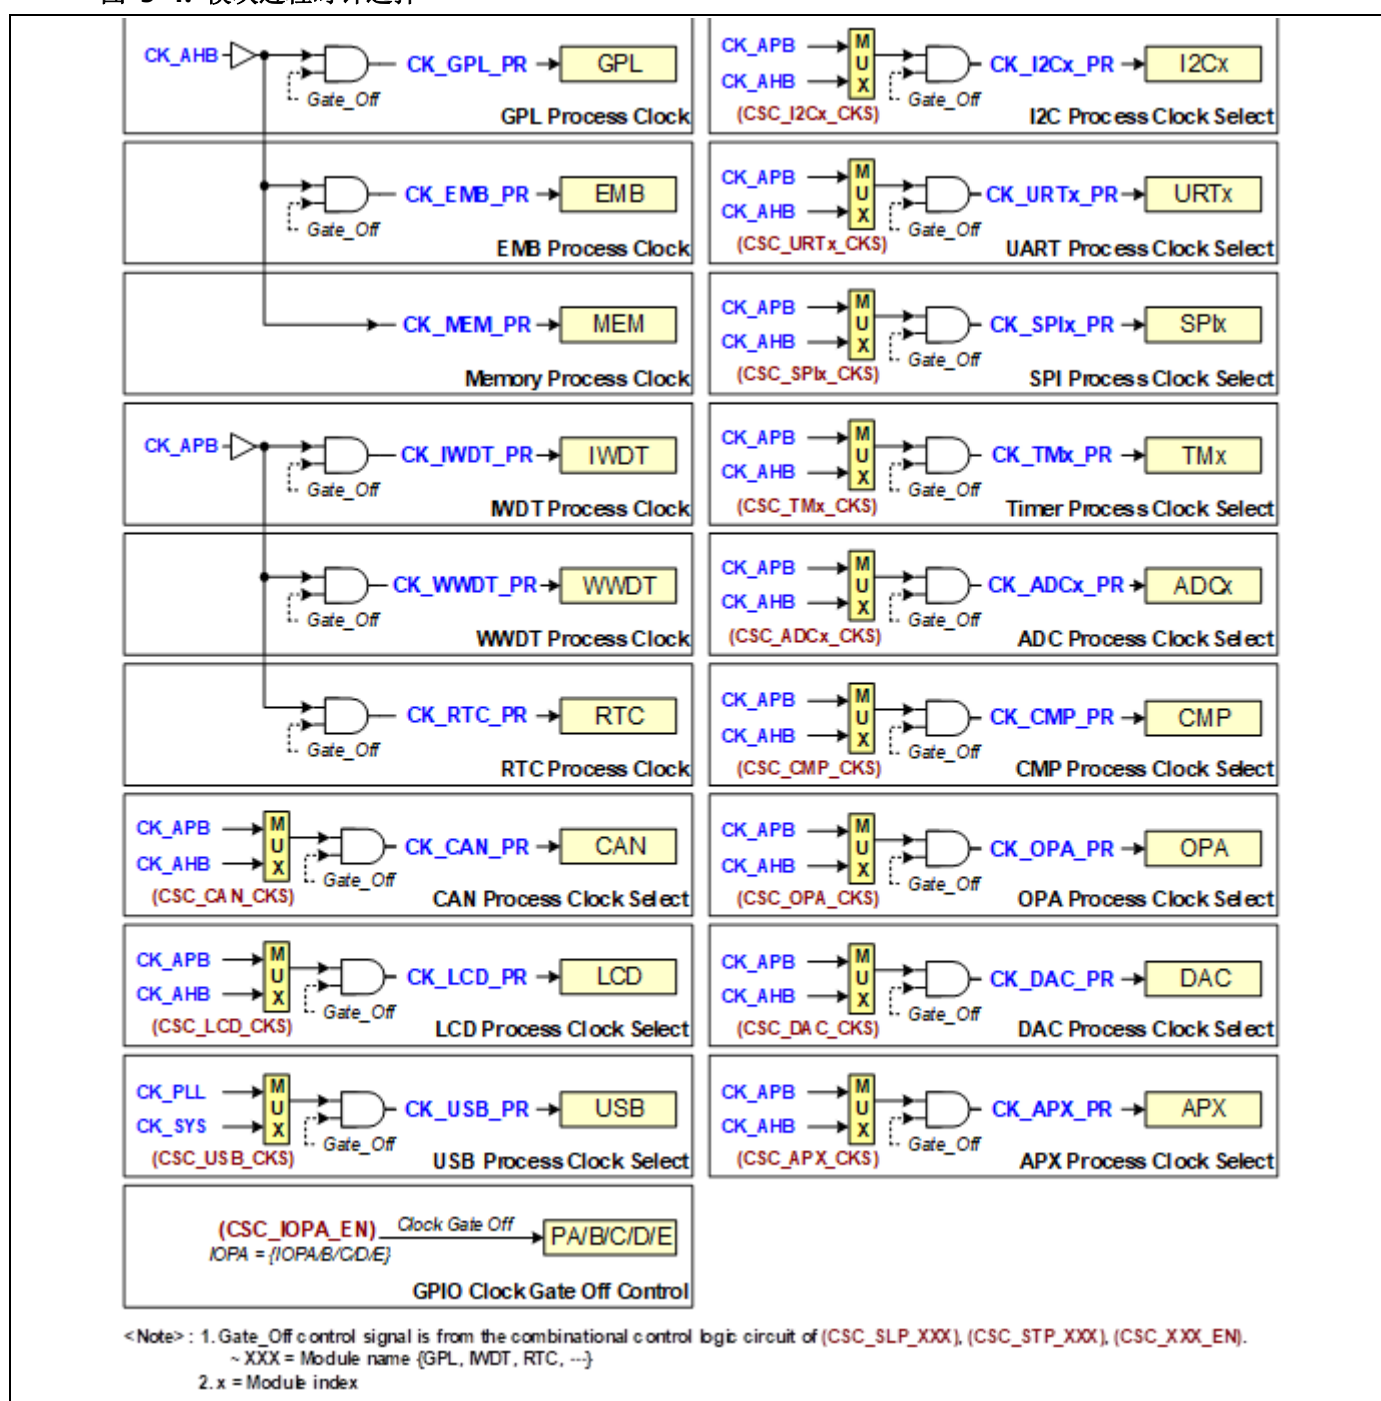 CK_AHB
CK_GPL_PR
GPL
Gate_Off
GPL Process Clock
CK_EMB_PR
EMB
Gate_Off
EMB Process Clock
CK_MEM_PR
MEM
Memory Process Clock
CK_APB
CK_IWDT_PR
IWDT
Gate_Off
IWDT Process Clock
CK_WWDT_PR
WWDT
Gate_Off
WWDT Process Clock
CK_RTC_PR
RTC
Gate_Off
RTC Process Clock
CK_APB
CK_AHB
MUX
(CSC_CAN_CKS)
Gate_Off
CK_CAN_PR
CAN
CAN Process Clock Select
CK_APB
CK_AHB
MUX
(CSC_LCD_CKS)
Gate_Off
CK_LCD_PR
LCD
LCD Process Clock Select
CK_PLL
CK_SYS
MUX
(CSC_USB_CKS)
Gate_Off
CK_USB_PR
USB
USB Process Clock Select
(CSC_IOPA_EN)
IOPA = {IOPA/B/C/D/E}
Clock Gate Off
PA/B/C/D/E
GPIO Clock Gate Off Control
CK_APB
CK_AHB
MUX
(CSC_I2Cx_CKS)
Gate_Off
CK_I2Cx_PR
I2Cx
I2C Process Clock Select
CK_APB
CK_AHB
MUX
(CSC_URTx_CKS)
Gate_Off
CK_URTx_PR
URTx
UART Process Clock Select
CK_APB
CK_AHB
MUX
(CSC_SPIx_CKS)
Gate_Off
CK_SPIx_PR
SPIx
SPI Process Clock Select
CK_APB
CK_AHB
MUX
(CSC_TMx_CKS)
Gate_Off
CK_TMx_PR
TMx
Timer Process Clock Select
CK_APB
CK_AHB
MUX
(CSC_ADCx_CKS)
Gate_Off
CK_ADCx_PR
ADCx
ADC Process Clock Select
CK_APB
CK_AHB
MUX
(CSC_CMP_CKS)
Gate_Off
CK_CMP_PR
CMP
CMP Process Clock Select
CK_APB
CK_AHB
MUX
(CSC_OPA_CKS)
Gate_Off
CK_OPA_PR
OPA
OPA Process Clock Select
CK_APB
CK_AHB
MUX
(CSC_DAC_CKS)
Gate_Off
CK_DAC_PR
DAC
DAC Process Clock Select
CK_APB
CK_AHB
MUX
(CSC_APX_CKS)
Gate_Off
CK_APX_PR
APX
APX Process Clock Select
<Note> : 1. Gate_Off control signal is from the combinational control logic circuit of (CSC_SLP_XXX), (CSC_STP_XXX), (CSC_XXX_EN).
~ XXX = Module name {GPL, IWDT, RTC, ---}
2. x = Module index